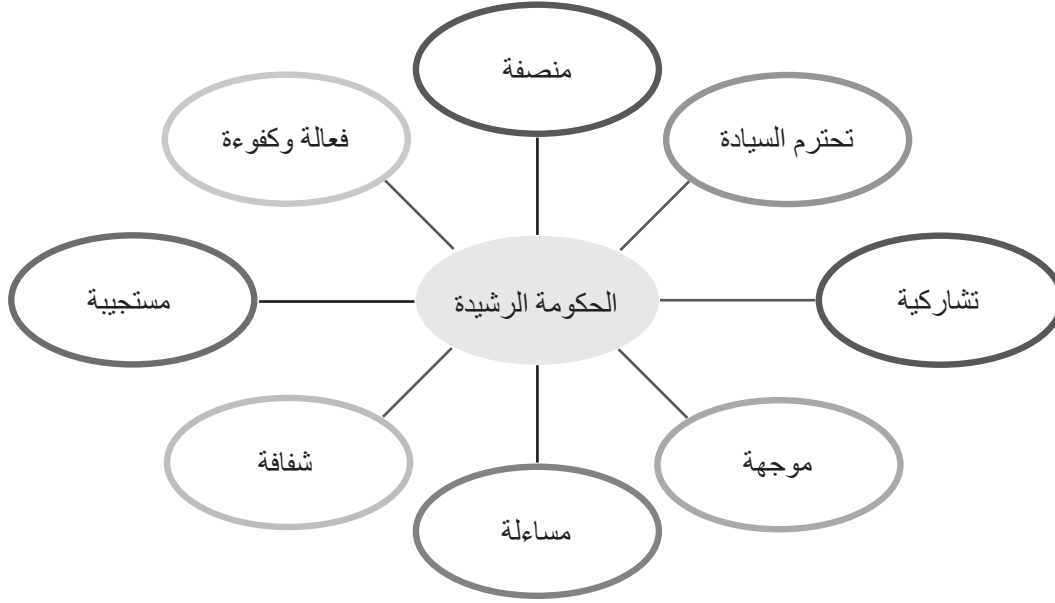 منصفة
تحترم السيادة
فعالة وكفوءة
تشاركية
الحكومة الرشيدة
مستجيبة
موجهة
شفافة
مساءلة